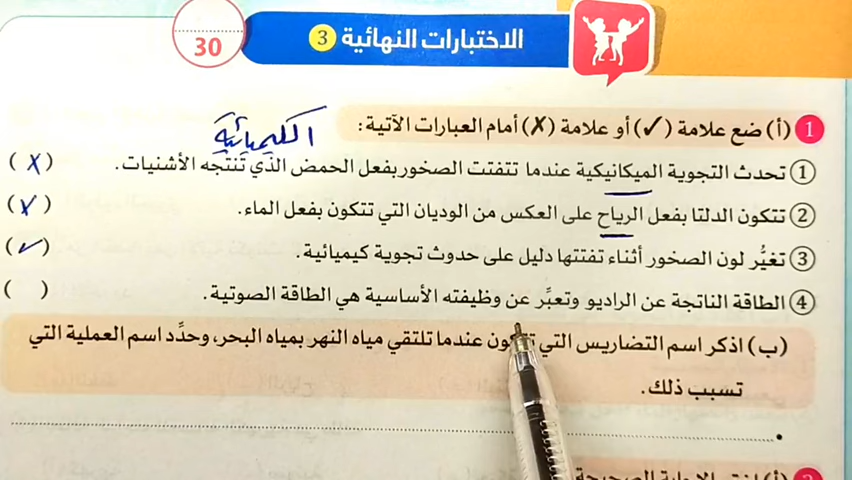 30
الاختبارات النهائية 3
1 (أ) ضع علامة (✓) أو علامة (✗) أمام العبارات الآتية:
الكيميائية
1 تحدث التجوية الميكانيكية عندما تتفتت الصخور بفعل الحمض الذي تنتجه الأشنيات. (✗)
2 تتكون الدلتا بفعل الرياح على العكس من الوديان التي تتكون بفعل الماء. (✗)
3 تغيُّر لون الصخور أثناء تفتتها دليل على حدوث تجوية كيميائية. (✓)
4 الطاقة الناتجة عن الراديو وتعبِّر عن وظيفته الأساسية هي الطاقة الصوتية. ( )
(ب) اذكر اسم التضاريس التي عندما تلتقي مياه النهر بمياه البحر، وحدِّد اسم العملية التي
تسبب ذلك.